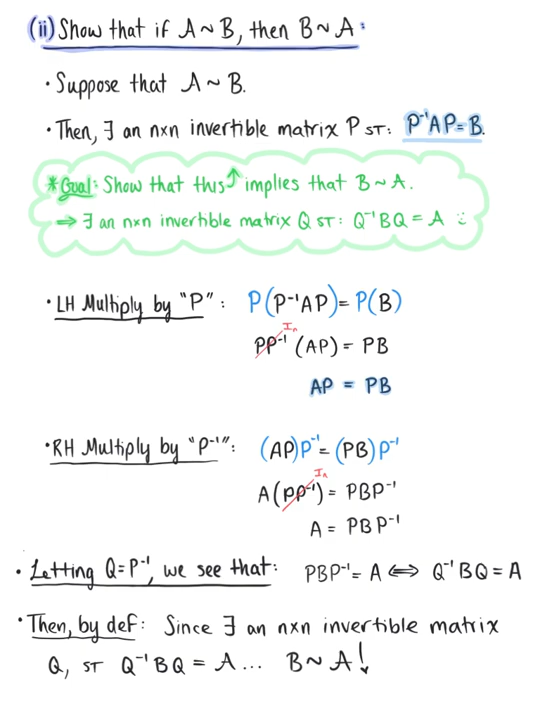 (ii) Show that if A ~ B, then B ~ A:
• Suppose that A ~ B.
• Then, ∃ an n×n invertible matrix P ST: P⁻¹AP = B.
*Goal: Show that this ↑ implies that B ~ A.
⇒ ∃ an n×n invertible matrix Q ST: Q⁻¹BQ = A :)
• LH Multiply by "P": P(P⁻¹AP) = P(B)
Iₙ
PP⁻¹(AP) = PB
AP = PB
• RH Multiply by "P⁻¹": (AP)P⁻¹ = (PB)P⁻¹
Iₙ
A(PP⁻¹) = PBP⁻¹
A = PBP⁻¹
• Letting Q = P⁻¹, we see that: PBP⁻¹ = A ⟺ Q⁻¹BQ = A
• Then, by def: Since ∃ an n×n invertible matrix
Q, ST Q⁻¹BQ = A ... B ~ A!